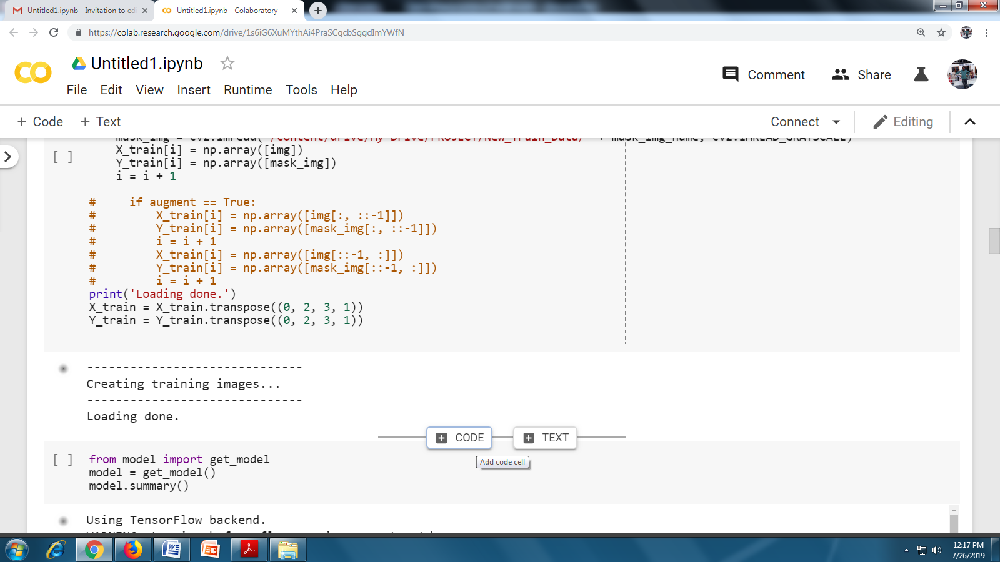 Untitled1.ipynb - Invitation to ed
Untitled1.ipynb - Colaboratory
https://colab.research.google.com/drive/1s6iG6XuMYthAi4PraSCgcbSggdImYWfN
Untitled1.ipynb
Comment
Share
File Edit View Insert Runtime Tools Help
+ Code + Text
Connect
Editing
mask_img = cv2.imread('/content/drive/My Drive/PROJECT/New_Train_Data/' + mask_img_name, cv2.IMREAD_GRAYSCALE)
[ ] X_train[i] = np.array([img])
Y_train[i] = np.array([mask_img])
i = i + 1
# if augment == True:
# X_train[i] = np.array([img[:, ::-1]])
# Y_train[i] = np.array([mask_img[:, ::-1]])
# i = i + 1
# X_train[i] = np.array([img[::-1, :]])
# Y_train[i] = np.array([mask_img[::-1, :]])
# i = i + 1
print('Loading done.')
X_train = X_train.transpose((0, 2, 3, 1))
Y_train = Y_train.transpose((0, 2, 3, 1))
------------------------------
Creating training images...
------------------------------
Loading done.
CODE TEXT
Add code cell
[ ] from model import get_model
model = get_model()
model.summary()
Using TensorFlow backend.
12:17 PM
7/26/2019